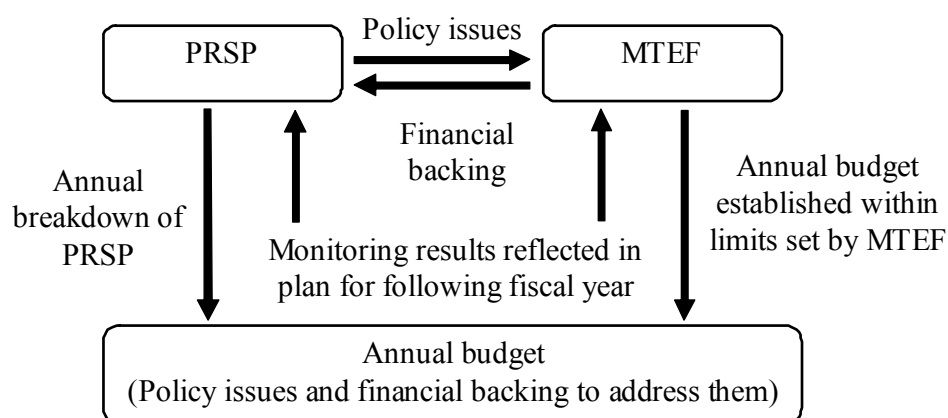 Policy issues
PRSP
MTEF
Financial
backing
Annual
breakdown of
PRSP
Annual budget
established within
limits set by MTEF
Monitoring results reflected in
plan for following fiscal year
Annual budget
(Policy issues and financial backing to address them)